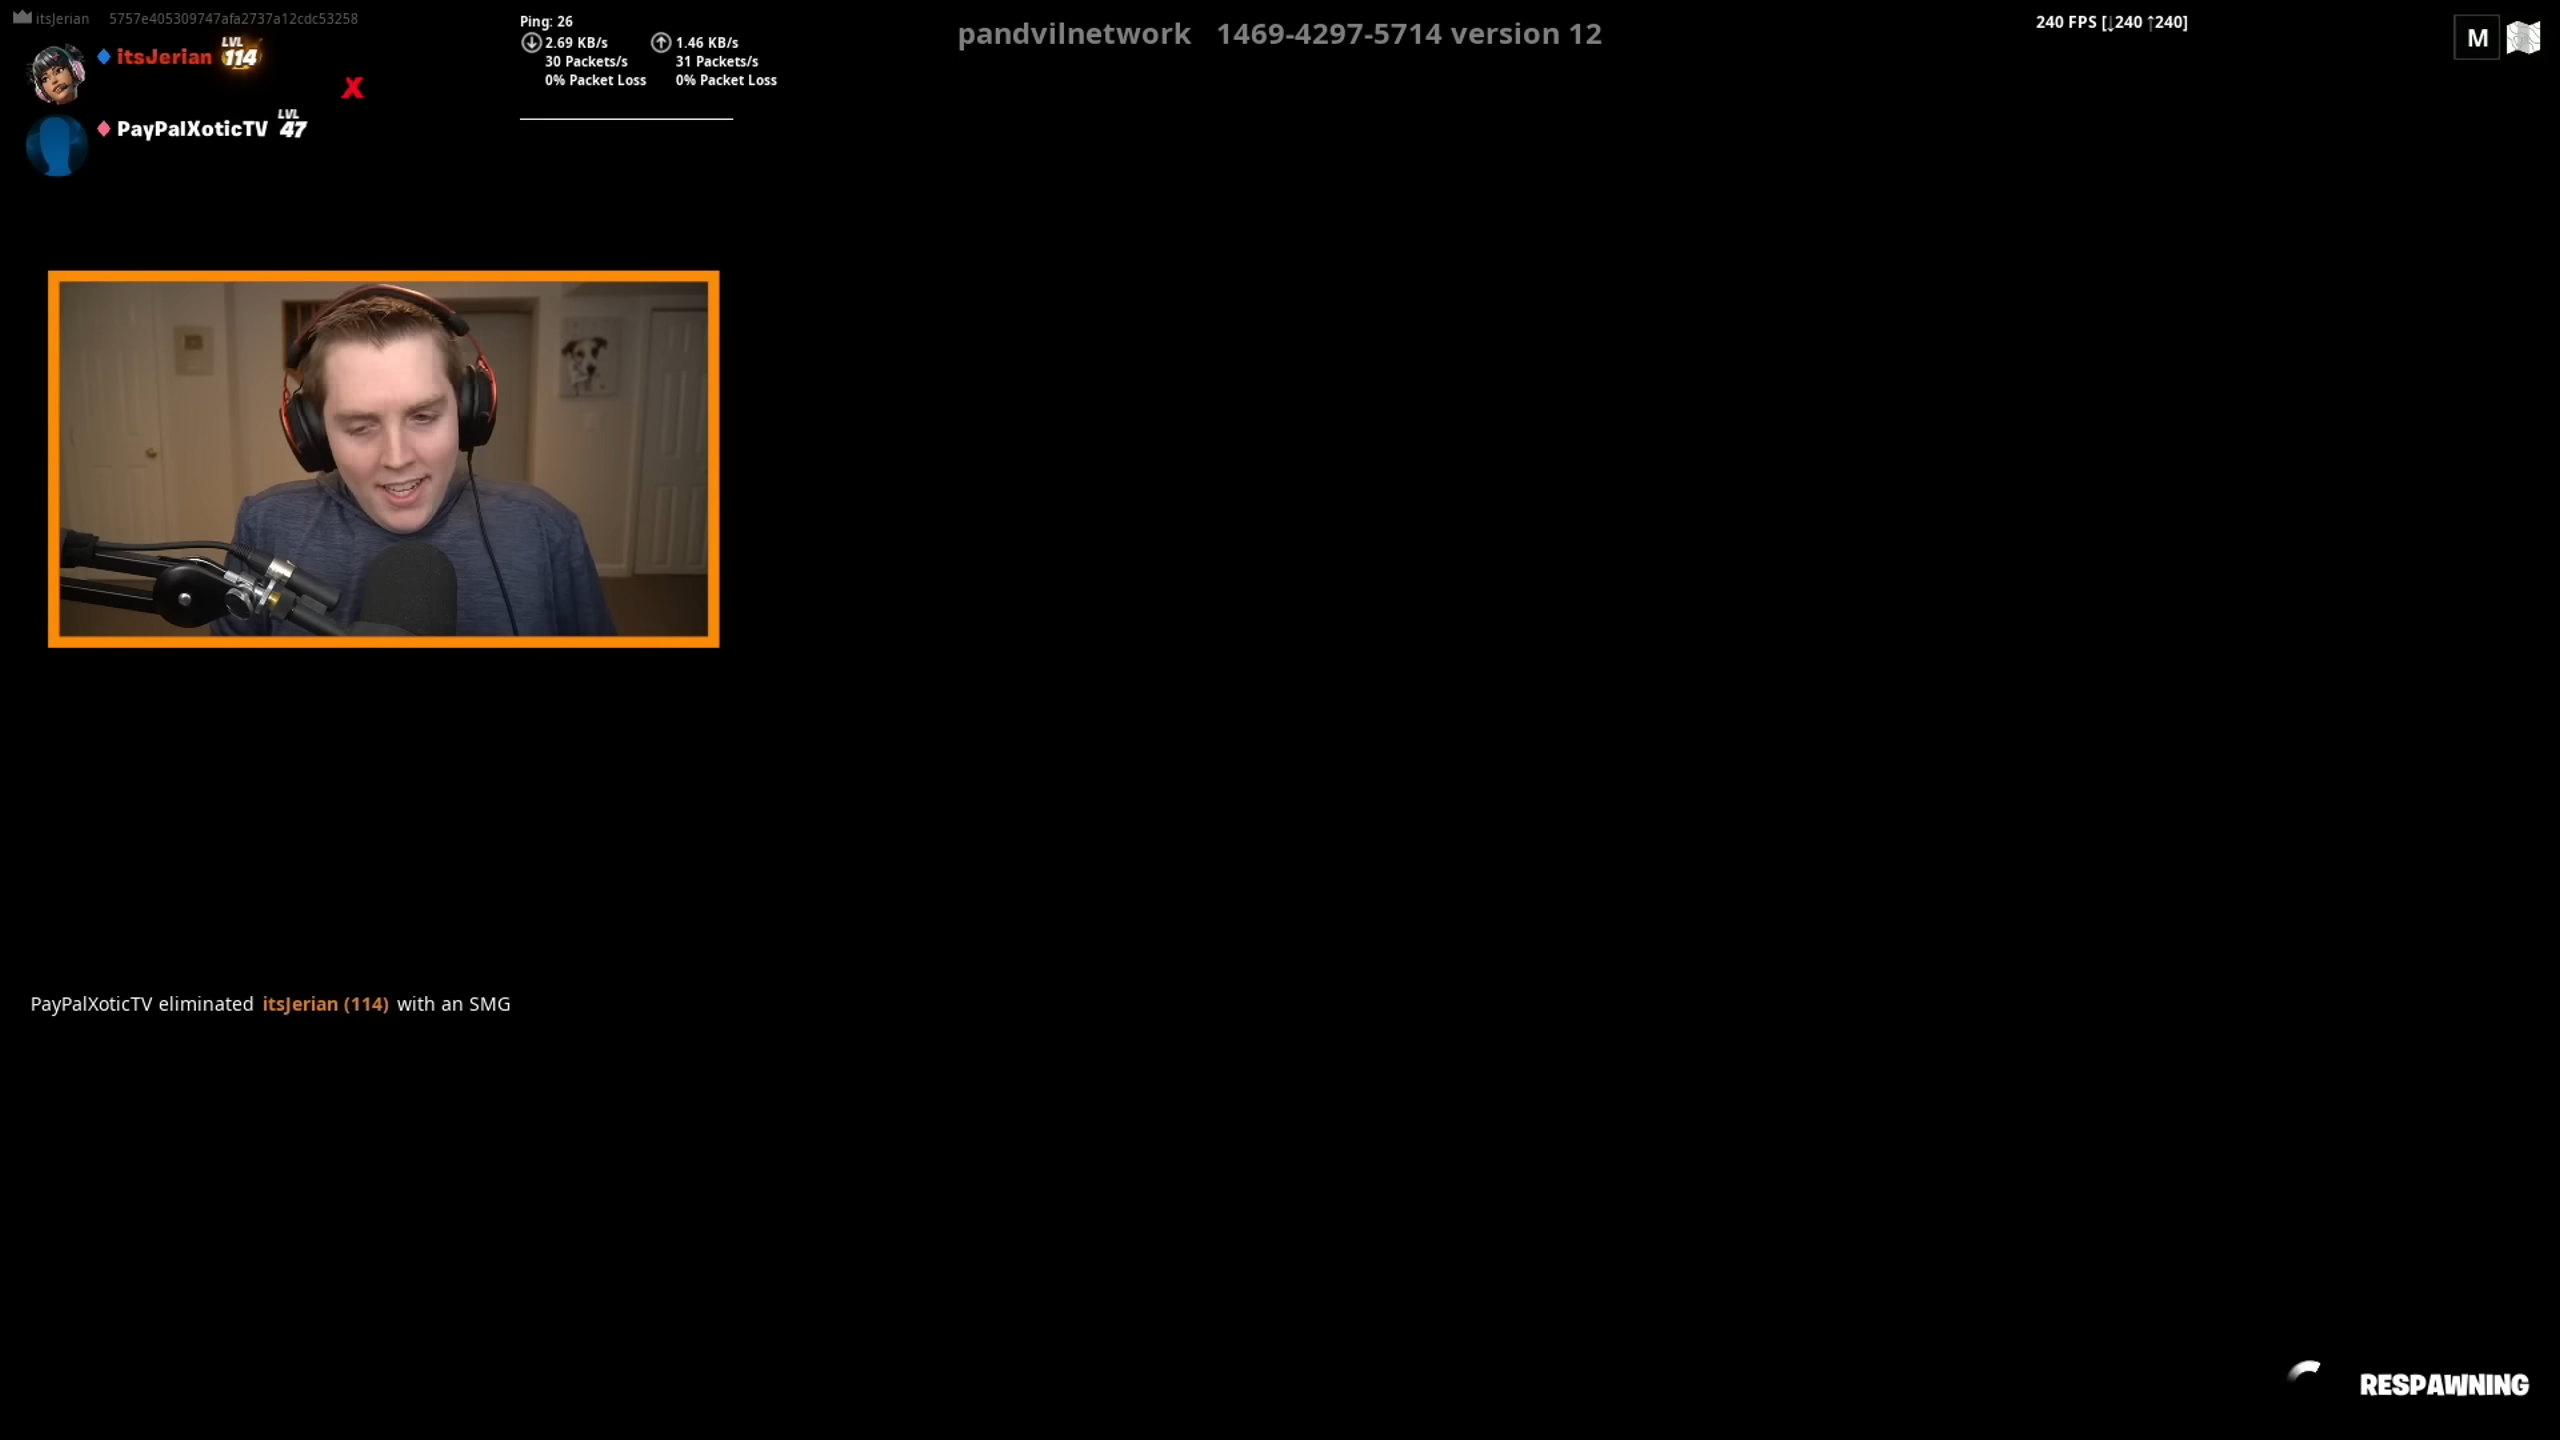 itsJerian 5757e405309747afa2737a12cdc53258
itsJerian LVL 114
X
PayPalXoticTV LVL 47
Ping: 26
2.69 KB/s 1.46 KB/s
30 Packets/s 31 Packets/s
0% Packet Loss 0% Packet Loss
pandvilnetwork 1469-4297-5714 version 12
240 FPS [↓240 ↑240]
M
PayPalXoticTV eliminated itsJerian (114) with an SMG
RESPAWNING